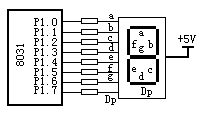 8031
P1.0
P1.1
P1.2
P1.3
P1.4
P1.5
P1.6
P1.7
a
b
c
d
e
f
g
Dp
a
f g b
e d c
Dp
+5V